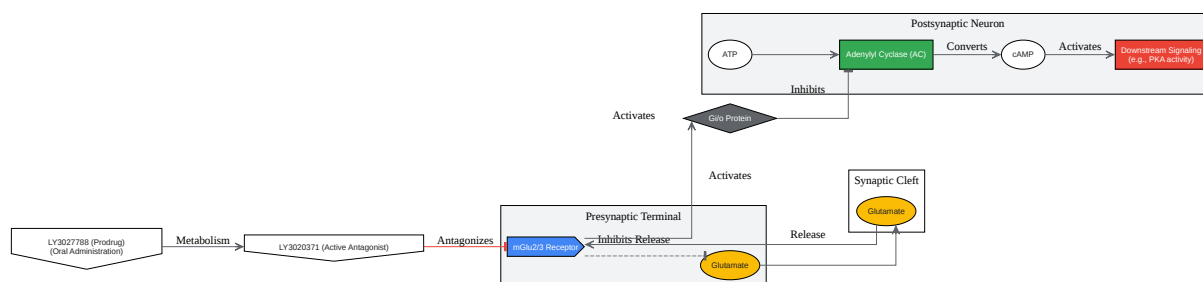 Postsynaptic Neuron
ATP
Adenylyl Cyclase (AC)
Converts
cAMP
Activates
Downstream Signaling
(e.g., PKA activity)
Inhibits
Activates
Gi/o Protein
Activates
Synaptic Cleft
Glutamate
Presynaptic Terminal
LY3027788 (Prodrug)
(Oral Administration)
Metabolism
LY3020371 (Active Antagonist)
Antagonizes
mGlu2/3 Receptor
Inhibits Release
Release
Glutamate